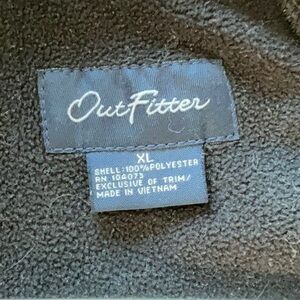 OutFitter
XL
SHELL:100%POLYESTER
RN 104073
EXCLUSIVE OF TRIM/
MADE IN VIETNAM